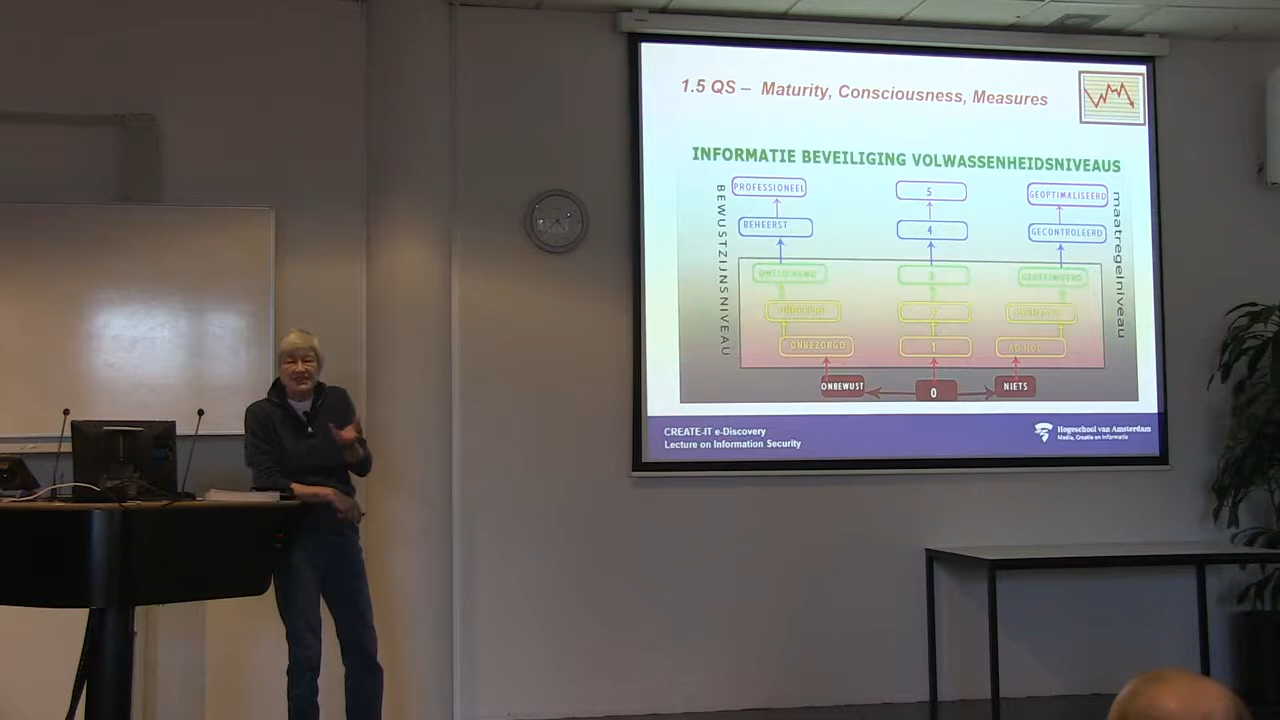 1.5 QS – Maturity, Consciousness, Measures
INFORMATIE BEVEILIGING VOLWASSENHEIDSNIVEAUS
BEWUSTZIJNSNIVEAU
maatregelniveau
PROFESSIONEEL
5
GEOPTIMALISEERD
BEHEERST
4
GECONTROLEERD
3
2
ONBEZORGD
1
AD-HOC
ONBEWUST
0
NIETS
CREATE-IT e-Discovery
Lecture on Information Security
Hogeschool van Amsterdam
Media, Creatie en Informatie